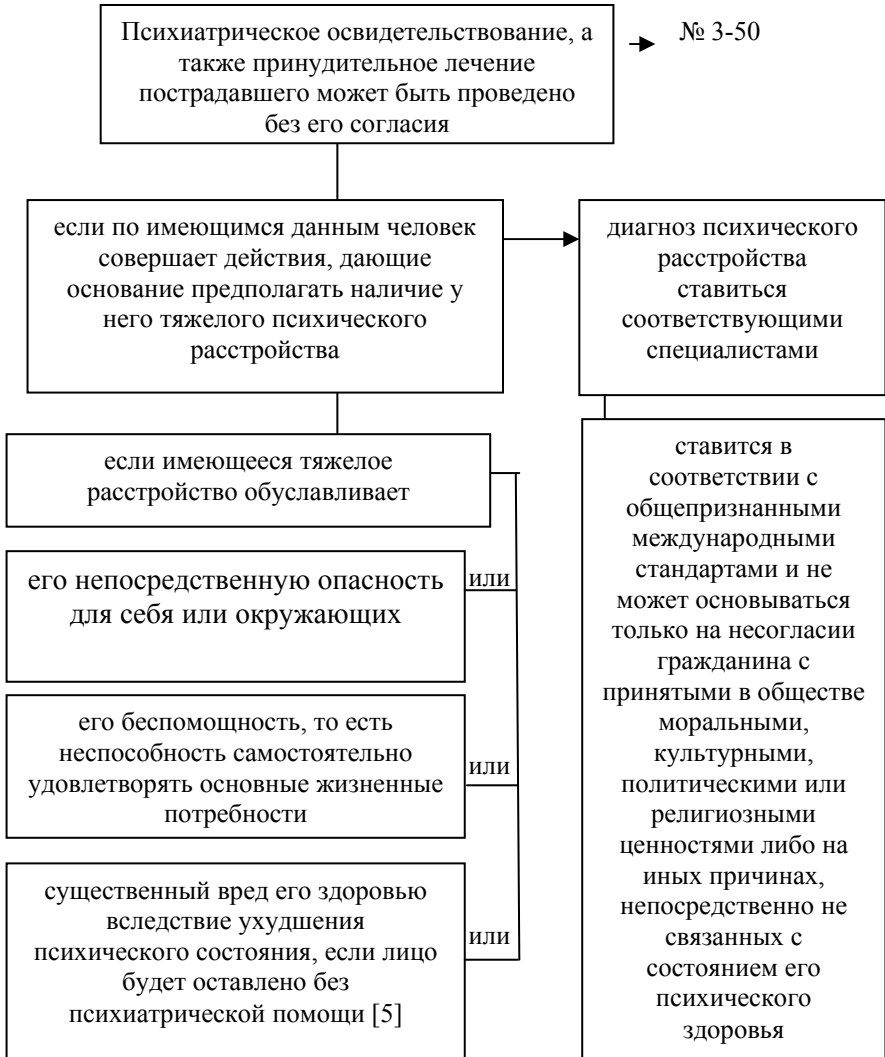 Психиатрическое освидетельствование, а
также принудительное лечение
пострадавшего может быть проведено
без его согласия
№ 3-50
если по имеющимся данным человек
совершает действия, дающие
основание предполагать наличие у
него тяжелого психического
расстройства
диагноз психического
расстройства
ставиться
соответствующими
специалистами
если имеющееся тяжелое
расстройство обуславливает
его непосредственную опасность
для себя или окружающих
или
его беспомощность, то есть
неспособность самостоятельно
удовлетворять основные жизненные
потребности
или
существенный вред его здоровью
вследствие ухудшения
психического состояния, если лицо
будет оставлено без
психиатрической помощи [5]
или
ставится в
соответствии с
общепризнанными
международными
стандартами и не
может основываться
только на несогласии
гражданина с
принятыми в обществе
моральными,
культурными,
политическими или
религиозными
ценностями либо на
иных причинах,
непосредственно не
связанных с
состоянием его
психического
здоровья